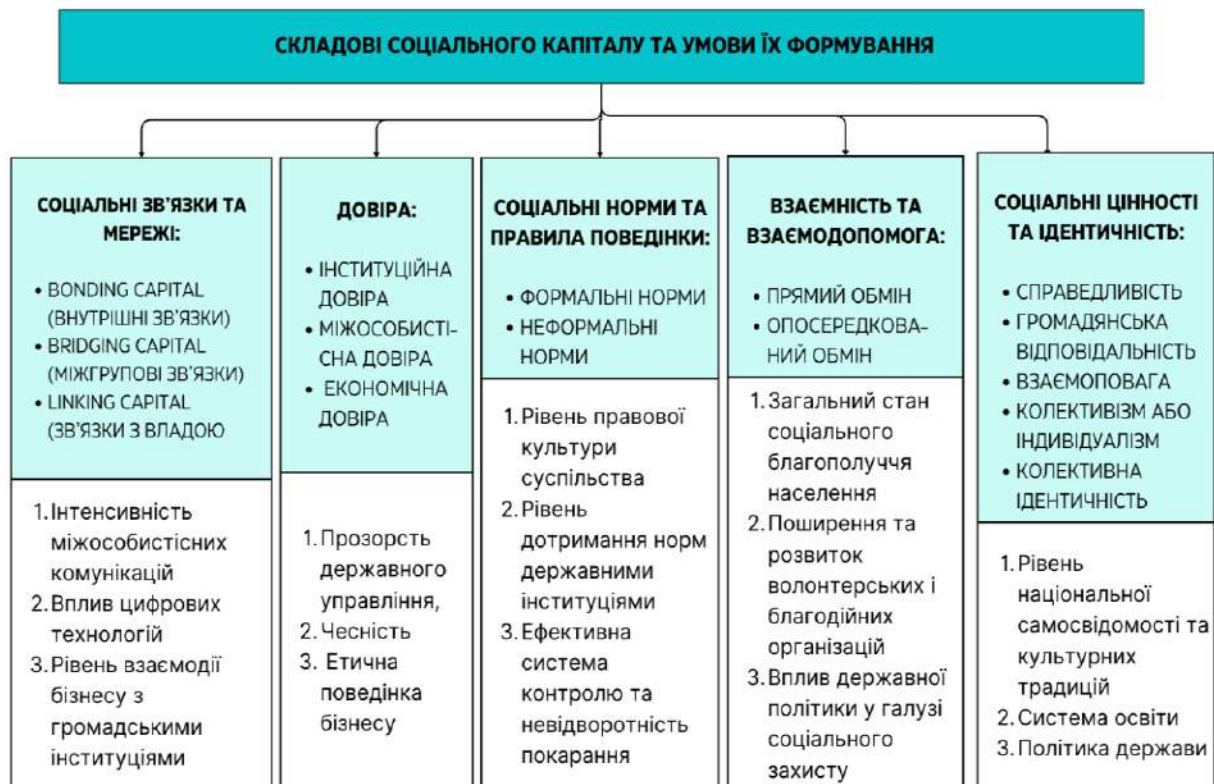 СКЛАДОВІ СОЦІАЛЬНОГО КАПІТАЛУ ТА УМОВИ ЇХ ФОРМУВАННЯ
СОЦІАЛЬНІ ЗВ'ЯЗКИ ТА
МЕРЕЖІ:
• BONDING CAPITAL
(ВНУТРІШНІ ЗВ'ЯЗКИ)
• BRIDGING CAPITAL
(МІЖГРУПОВІ ЗВ'ЯЗКИ)
• LINKING CAPITAL
(ЗВ'ЯЗКИ З ВЛАДОЮ
1. Інтенсивність
міжособистісних
комунікацій
2. Вплив цифрових
технологій
3. Рівень взаємодії
бізнесу з
громадськими
інституціями
ДОВІРА:
• ІНСТИТУЦІЙНА
ДОВІРА
• МІЖОСОБИСТІ-
СНА ДОВІРА
• ЕКОНОМІЧНА
ДОВІРА
1. Прозорсть
державного
управління,
2. Чесність
3. Етична
поведінка
бізнесу
СОЦІАЛЬНІ НОРМИ ТА
ПРАВИЛА ПОВЕДІНКИ:
• ФОРМАЛЬНІ НОРМИ
• НЕФОРМАЛЬНІ
НОРМИ
1. Рівень правової
культури
суспільства
2. Рівень
дотримання норм
державними
інституціями
3. Ефективна
система
контролю та
невідворотність
покарання
ВЗАЄМНІСТЬ ТА
ВЗАЄМОДОПОМОГА:
• ПРЯМИЙ ОБМІН
• ОПОСЕРЕДКОВА-
НИЙ ОБМІН
1. Загальний стан
соціального
благополуччя
населення
2. Поширення та
розвиток
волонтерських і
благодійних
організацій
3. Вплив державної
політики у галузі
соціального
захисту
СОЦІАЛЬНІ ЦІННОСТІ
ТА ІДЕНТИЧНІСТЬ:
• СПРАВЕДЛИВІСТЬ
• ГРОМАДЯНСЬКА
ВІДПОВІДАЛЬНІСТЬ
• ВЗАЄМОПОВАГА
• КОЛЕКТИВІЗМ АБО
ІНДИВІДУАЛІЗМ
• КОЛЕКТИВНА
ІДЕНТИЧНІСТЬ
1. Рівень
національної
самосвідомості та
культурних
традицій
2. Система освіти
3. Політика держави